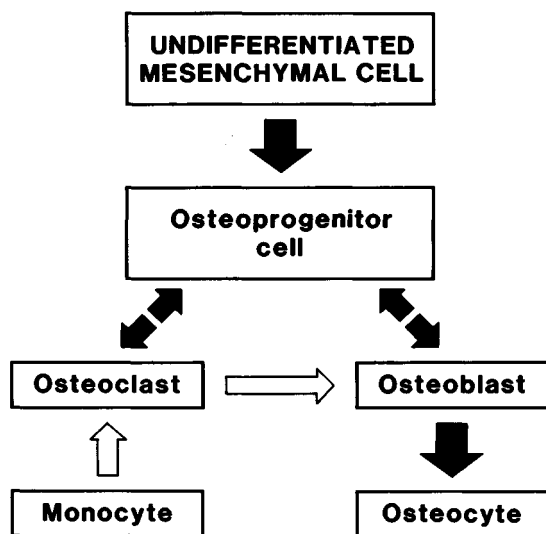 UNDIFFERENTIATED
MESENCHYMAL CELL
Osteoprogenitor
cell
Osteoclast
Osteoblast
Monocyte
Osteocyte